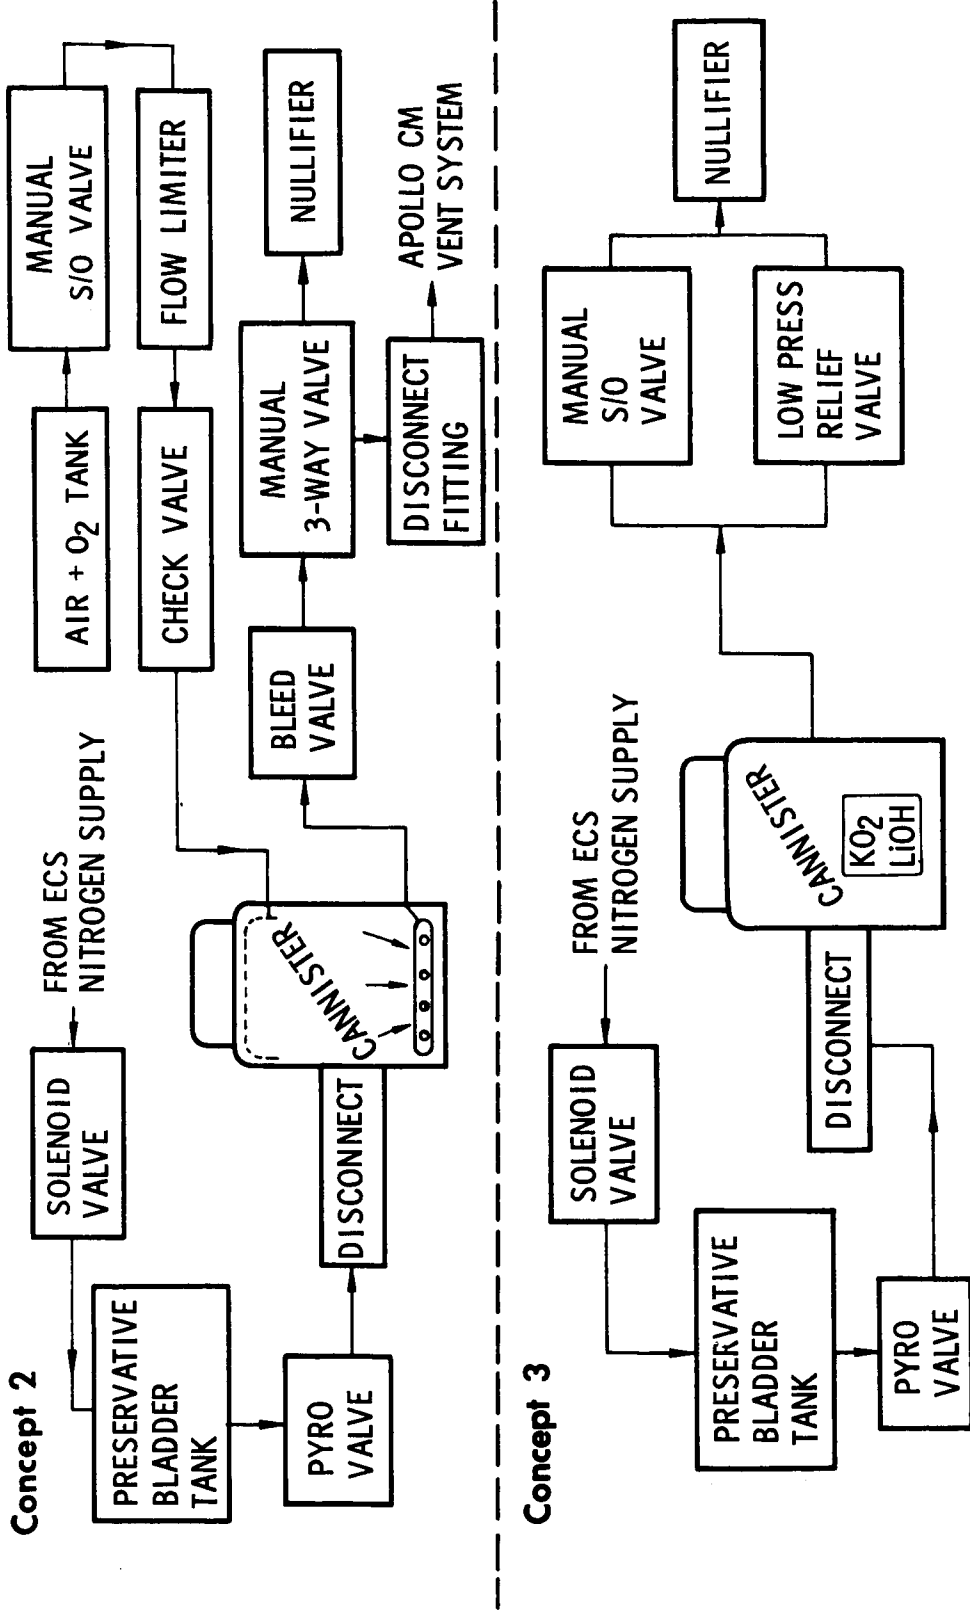 Concept 2
FROM ECS
NITROGEN SUPPLY
SOLENOID
VALVE
PRESERVATIVE
BLADDER
TANK
PYRO
VALVE
DISCONNECT
CANNISTER
AIR + O2 TANK
MANUAL
S/O VALVE
FLOW LIMITER
CHECK VALVE
BLEED
VALVE
MANUAL
3-WAY VALVE
NULLIFIER
DISCONNECT
FITTING
APOLLO CM
VENT SYSTEM
Concept 3
FROM ECS
NITROGEN SUPPLY
SOLENOID
VALVE
PRESERVATIVE
BLADDER
TANK
PYRO
VALVE
DISCONNECT
CANNISTER
KO2
LiOH
MANUAL
S/O
VALVE
LOW PRESS
RELIEF
VALVE
NULLIFIER